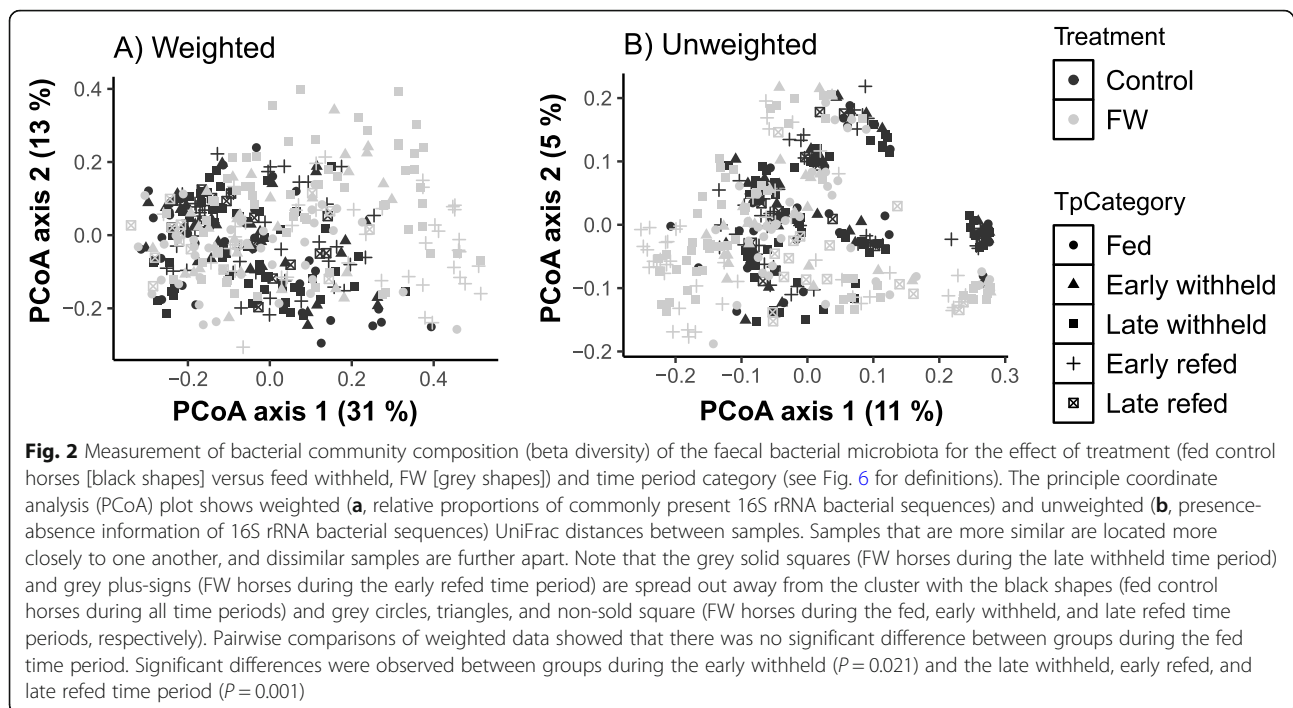 A) Weighted
B) Unweighted
Treatment
Control
FW
TpCategory
Fed
Early withheld
Late withheld
Early refed
Late refed
PCoA axis 2 (13 %)
0.4
0.2
0.0
−0.2
−0.2
0.0
0.2
0.4
PCoA axis 1 (31 %)
PCoA axis 2 (5 %)
0.2
0.1
0.0
−0.1
−0.2
−0.2
−0.1
0.0
0.1
0.2
0.3
PCoA axis 1 (11 %)
Fig. 2 Measurement of bacterial community composition (beta diversity) of the faecal bacterial microbiota for the effect of treatment (fed control
horses [black shapes] versus feed withheld, FW [grey shapes]) and time period category (see Fig. 6 for definitions). The principle coordinate
analysis (PCoA) plot shows weighted (a, relative proportions of commonly present 16S rRNA bacterial sequences) and unweighted (b, presence-
absence information of 16S rRNA bacterial sequences) UniFrac distances between samples. Samples that are more similar are located more
closely to one another, and dissimilar samples are further apart. Note that the grey solid squares (FW horses during the late withheld time period)
and grey plus-signs (FW horses during the early refed time period) are spread out away from the cluster with the black shapes (fed control
horses during all time periods) and grey circles, triangles, and non-sold square (FW horses during the fed, early withheld, and late refed time
periods, respectively). Pairwise comparisons of weighted data showed that there was no significant difference between groups during the fed
time period. Significant differences were observed between groups during the early withheld (P = 0.021) and the late withheld, early refed, and
late refed time period (P = 0.001)